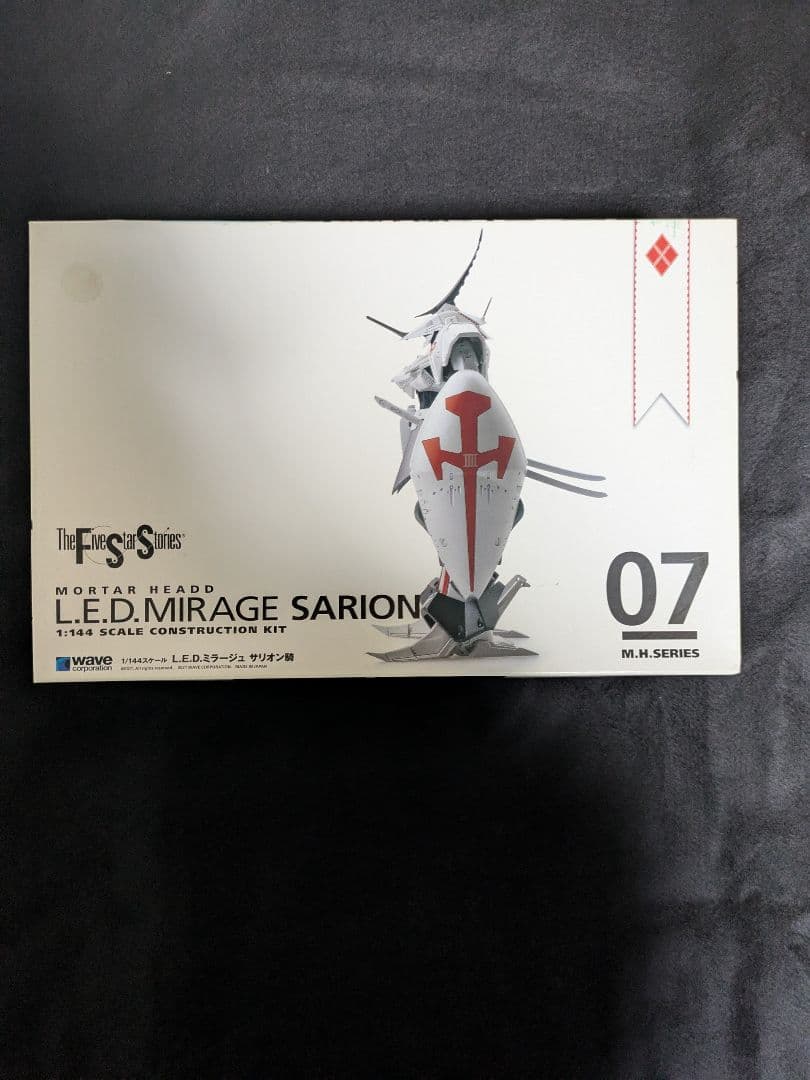 The Five Star Stories®
MORTAR HEADD
L.E.D.MIRAGE SARION
1:144 SCALE CONSTRUCTION KIT
wave
corporation
1/144スケール L.E.D.ミラージュ サリオン騎
IIII
07
M.H.SERIES